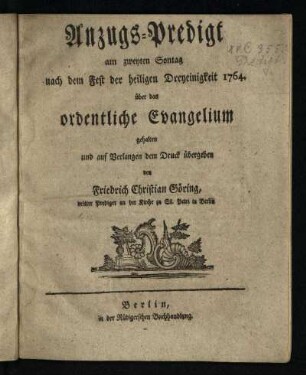 Anzugs=Predigt
am zweyten Sontag
nach dem Fest der heiligen Dreyeinigkeit 1764.
über das
ordentliche Evangelium
gehalten
und auf Verlangen dem Druck übergeben
von
Friedrich Christian Göring,
Prediger an der Kirche zu St. Petri in Berlin
Berlin,
in der Rüdigerschen Buchhandlung.